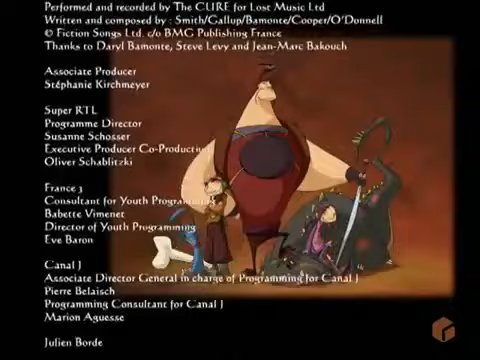 Performed and recorded by The CURE for Lost Music Ltd
Written and composed by : Smith/Gallup/Bamonte/Cooper/O'Donnell
© Fiction Songs Ltd. c/o BMG Publishing France
Thanks to Daryl Bamonte, Steve Levy and Jean-Marc Bakouch
Associate Producer
Stéphanie Kirchmeyer
Super RTL
Programme Director
Susanne Schosser
Executive Producer Co-Production
Oliver Schablitzki
France 3
Consultant for Youth Programming
Babette Vimenet
Director of Youth Programming
Eve Baron
Canal J
Associate Director General in charge of Programming for Canal J
Pierre Belaisch
Programming Consultant for Canal J
Marion Aguesse
Julien Borde